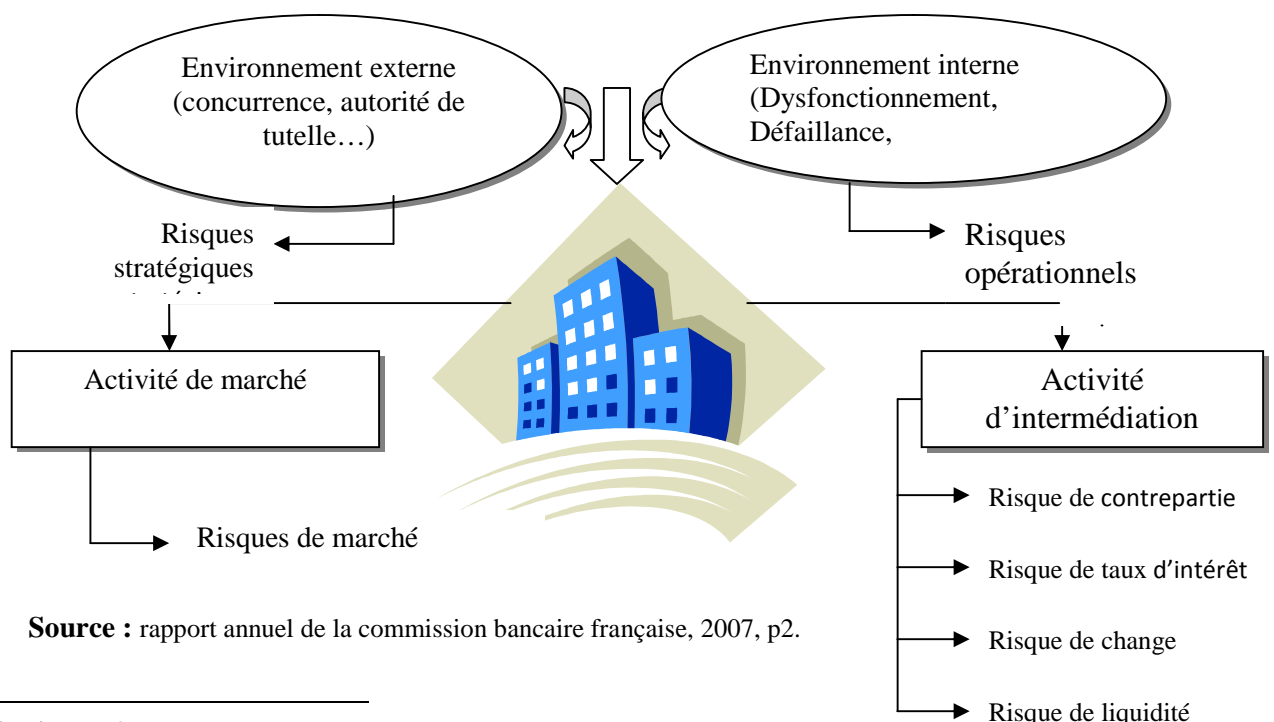 Environnement externe
(concurrence, autorité de
tutelle…)
Environnement interne
(Dysfonctionnement,
Défaillance,
Risques
stratégiques
Risques
opérationnels
Activité de marché
Activité
d’intermédiation
Risque de contrepartie
Risques de marché
Risque de taux d’intérêt
Source : rapport annuel de la commission bancaire française, 2007, p2.
Risque de change
Risque de liquidité